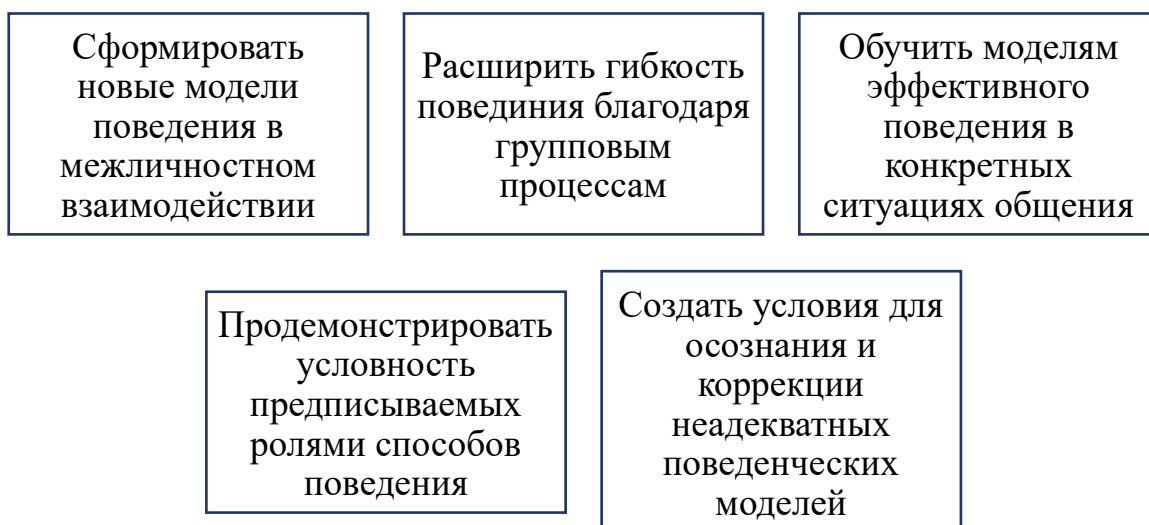 Сформировать
новые модели
поведения в
межличностном
взаимодействии
Расширить гибкость
повединия благодаря
групповым
процессам
Обучить моделям
эффективного
поведения в
конкретных
ситуациях общения
Продемонстрировать
условность
предписываемых
ролями способов
поведения
Создать условия для
осознания и
коррекции
неадекватных
поведенческих
моделей